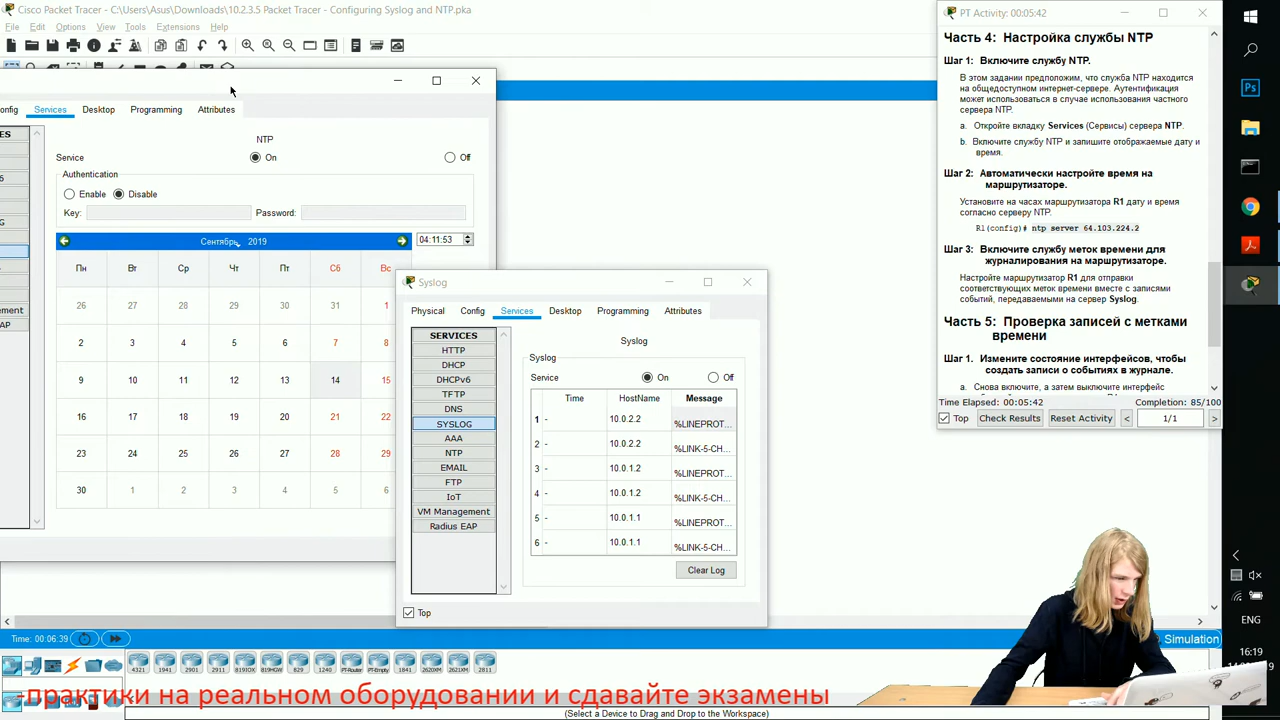 Cisco Packet Tracer - C:\Users\Asus\Downloads\10.2.3.5 Packet Tracer - Configuring Syslog and NTP.pka
File Edit Options View Tools Extensions Help
onfig Services Desktop Programming Attributes
ES
6
G
ement
AP
NTP
Service On Off
Authentication
Enable Disable
Key: Password:
Сентябрь, 2019 04:11:53
Пн Вт Ср Чт Пт Сб Вс
26 27 28 29 30 31 1
2 3 4 5 6 7 8
9 10 11 12 13 14 15
16 17 18 19 20 21 22
23 24 25 26 27 28 29
30 1 2 3 4 5 6
Syslog
Physical Config Services Desktop Programming Attributes
SERVICES
HTTP
DHCP
DHCPv6
TFTP
DNS
SYSLOG
AAA
NTP
EMAIL
FTP
IoT
VM Management
Radius EAP
Syslog
Syslog
Service On Off
Time HostName Message
1 - 10.0.2.2 %LINEPROT...
2 - 10.0.2.2 %LINK-5-CH...
3 - 10.0.1.2 %LINEPROT...
4 - 10.0.1.2 %LINK-5-CH...
5 - 10.0.1.1 %LINEPROT...
6 - 10.0.1.1 %LINK-5-CH...
Clear Log
Top
PT Activity: 00:05:42
Часть 4: Настройка службы NTP
Шаг 1: Включите службу NTP.
В этом задании предположим, что служба NTP находится
на общедоступном интернет-сервере. Аутентификация
может использоваться в случае использования частного
сервера NTP.
a. Откройте вкладку Services (Сервисы) сервера NTP.
b. Включите службу NTP и запишите отображаемые дату и
время.
Шаг 2: Автоматически настройте время на
маршрутизаторе.
Установите на часах маршрутизатора R1 дату и время
согласно серверу NTP.
R1(config)# ntp server 64.103.224.2
Шаг 3: Включите службу меток времени для
журналирования на маршрутизаторе.
Настройте маршрутизатор R1 для отправки
соответствующих меток времени вместе с записями
событий, передаваемыми на сервер Syslog.
Часть 5: Проверка записей с метками
времени
Шаг 1. Измените состояние интерфейсов, чтобы
создать записи о событиях в журнале.
a. Снова включите, а затем выключите интерфейс
Time Elapsed: 00:05:42 Completion: 85/100
Top Check Results Reset Activity < 1/1 >
Ps
ENG
16:19
Time: 00:06:39 Simulation
4321 1941 2901 2911 819IOX 819HGW 829 1240 PT-Router PT-Empty 1841 2620XM 2621XM 2811
-практики на реальном оборудовании и сдавайте экзамены
(Select a Device to Drag and Drop to the Workspace)